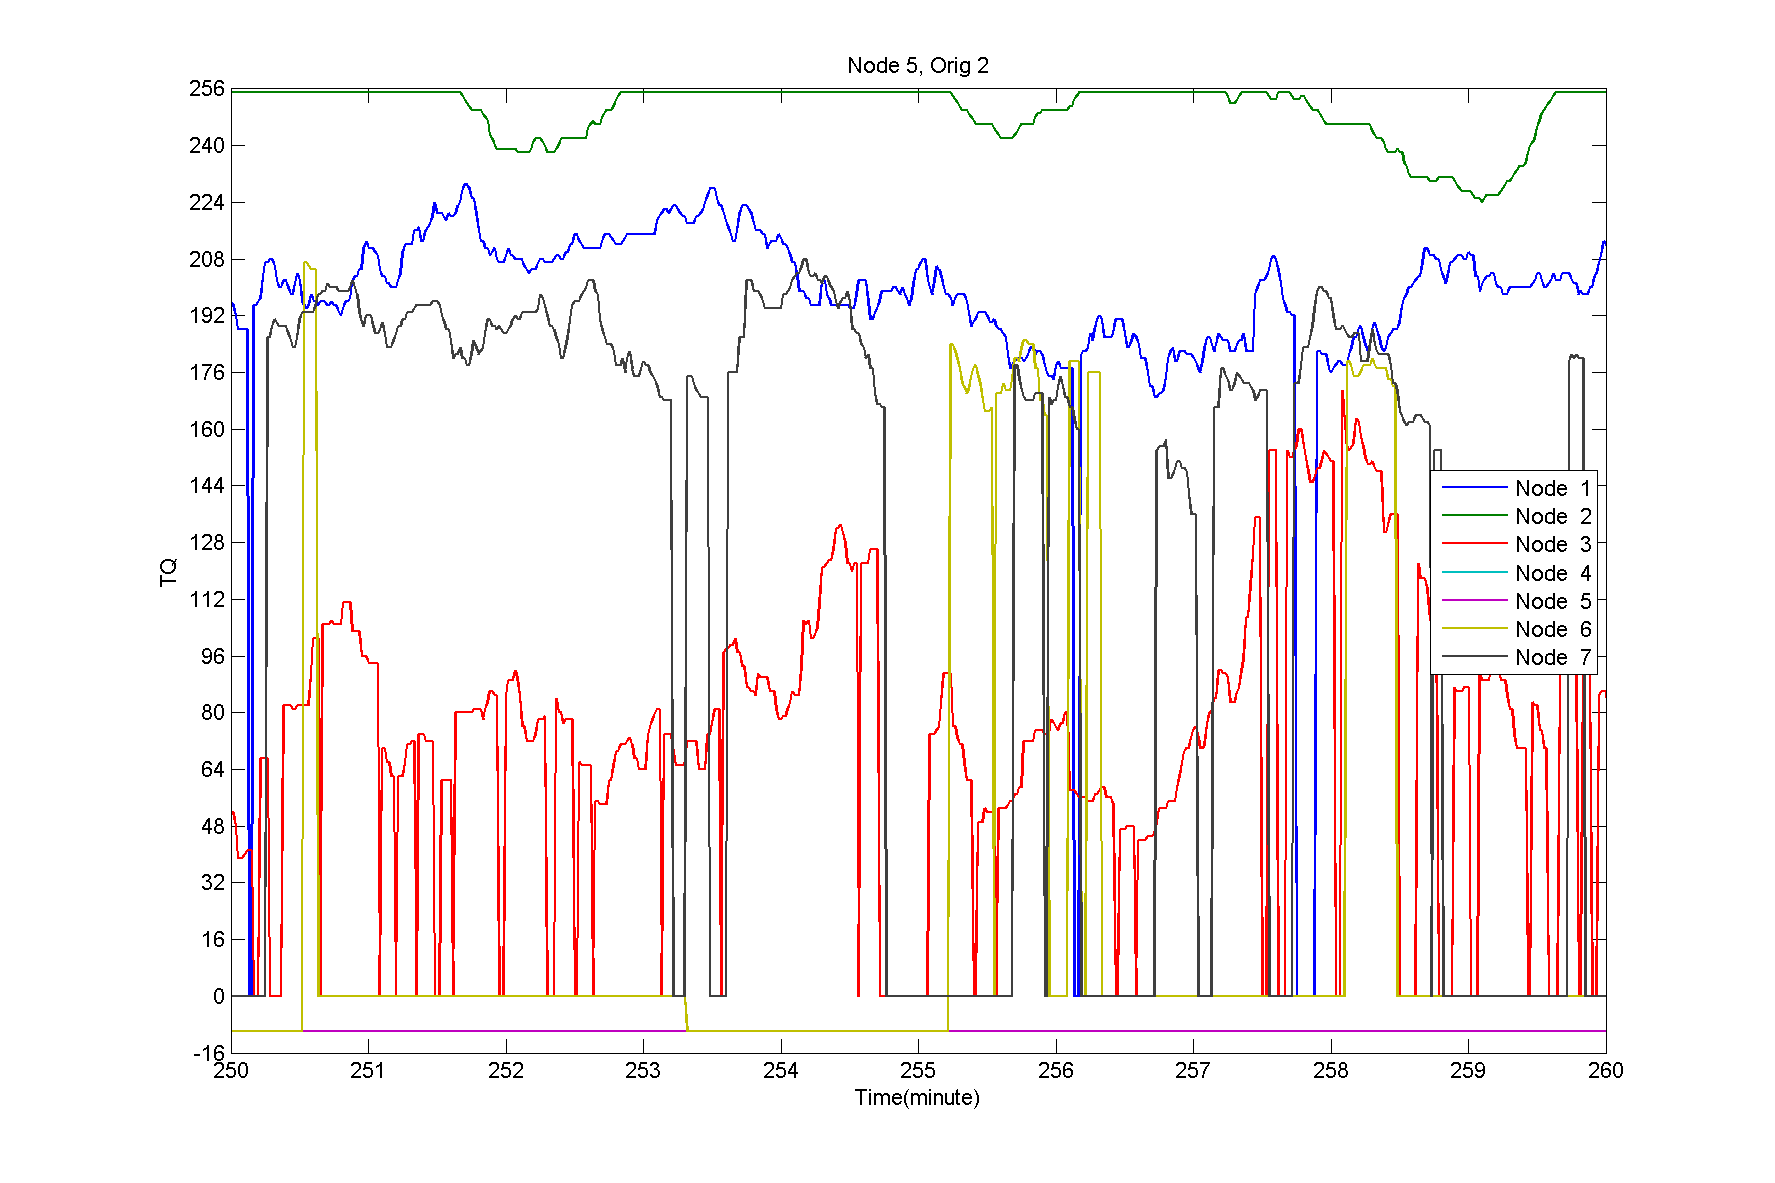 Node 5, Orig 2
256
240
224
208
192
176
160
144
128
112
96
80
64
48
32
16
0
-16
TQ
250 251 252 253 254 255 256 257 258 259 260
Time(minute)
Node 1
Node 2
Node 3
Node 4
Node 5
Node 6
Node 7